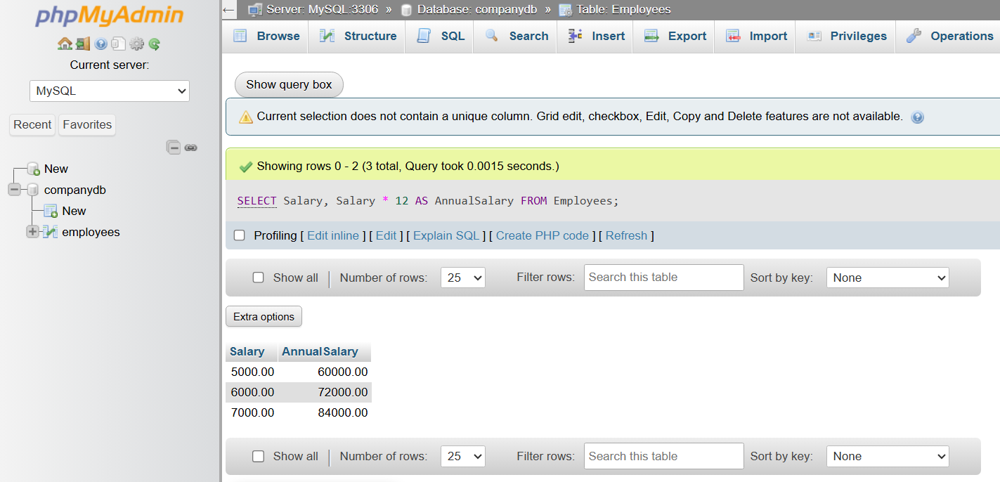 phpMyAdmin
Current server:
MySQL
Recent Favorites
New
companydb
New
employees
Server: MySQL:3306 » Database: companydb » Table: Employees
Browse Structure SQL Search Insert Export Import Privileges Operations
Show query box
Current selection does not contain a unique column. Grid edit, checkbox, Edit, Copy and Delete features are not available.
Showing rows 0 - 2 (3 total, Query took 0.0015 seconds.)
SELECT Salary, Salary * 12 AS AnnualSalary FROM Employees;
Profiling [ Edit inline ] [ Edit ] [ Explain SQL ] [ Create PHP code ] [ Refresh ]
Show all | Number of rows: 25 Filter rows: Search this table Sort by key: None
Extra options
Salary AnnualSalary
5000.00 60000.00
6000.00 72000.00
7000.00 84000.00
Show all | Number of rows: 25 Filter rows: Search this table Sort by key: None